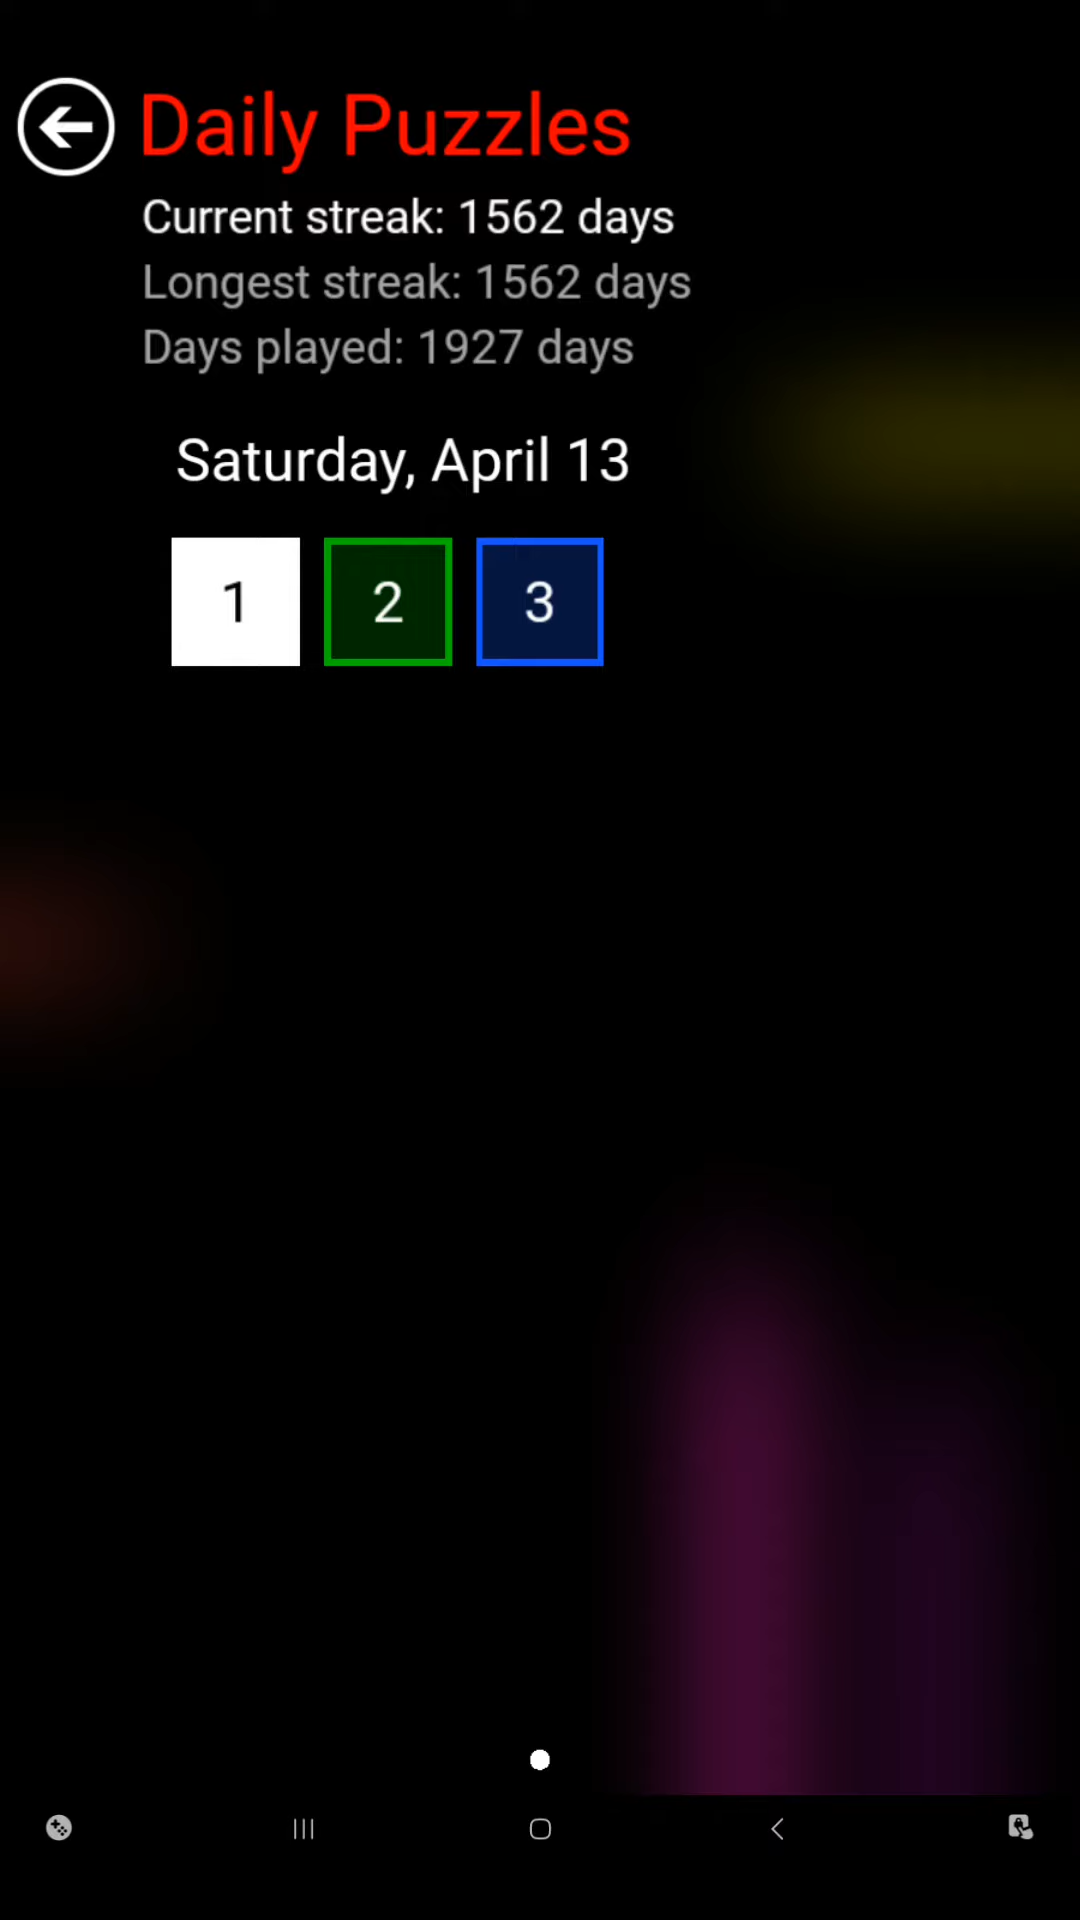 Daily Puzzles
Current streak: 1562 days
Longest streak: 1562 days
Days played: 1927 days
Saturday, April 13
1 2 3